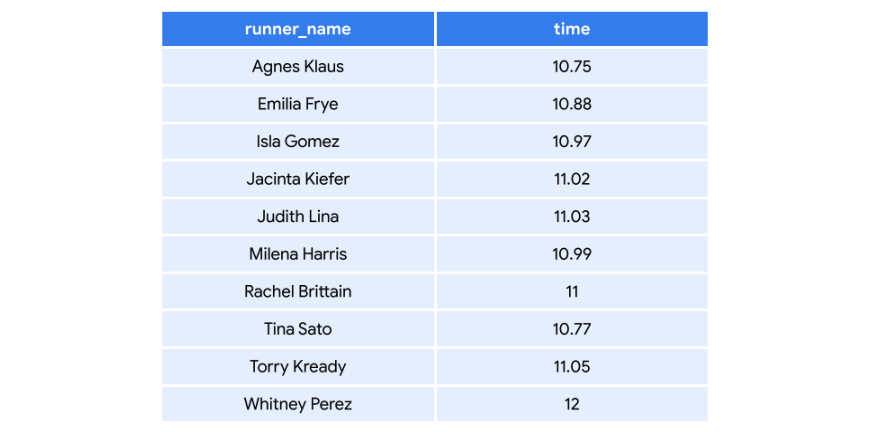 runner_name time
Agnes Klaus 10.75
Emilia Frye 10.88
Isla Gomez 10.97
Jacinta Kiefer 11.02
Judith Lina 11.03
Milena Harris 10.99
Rachel Brittain 11
Tina Sato 10.77
Torry Kready 11.05
Whitney Perez 12